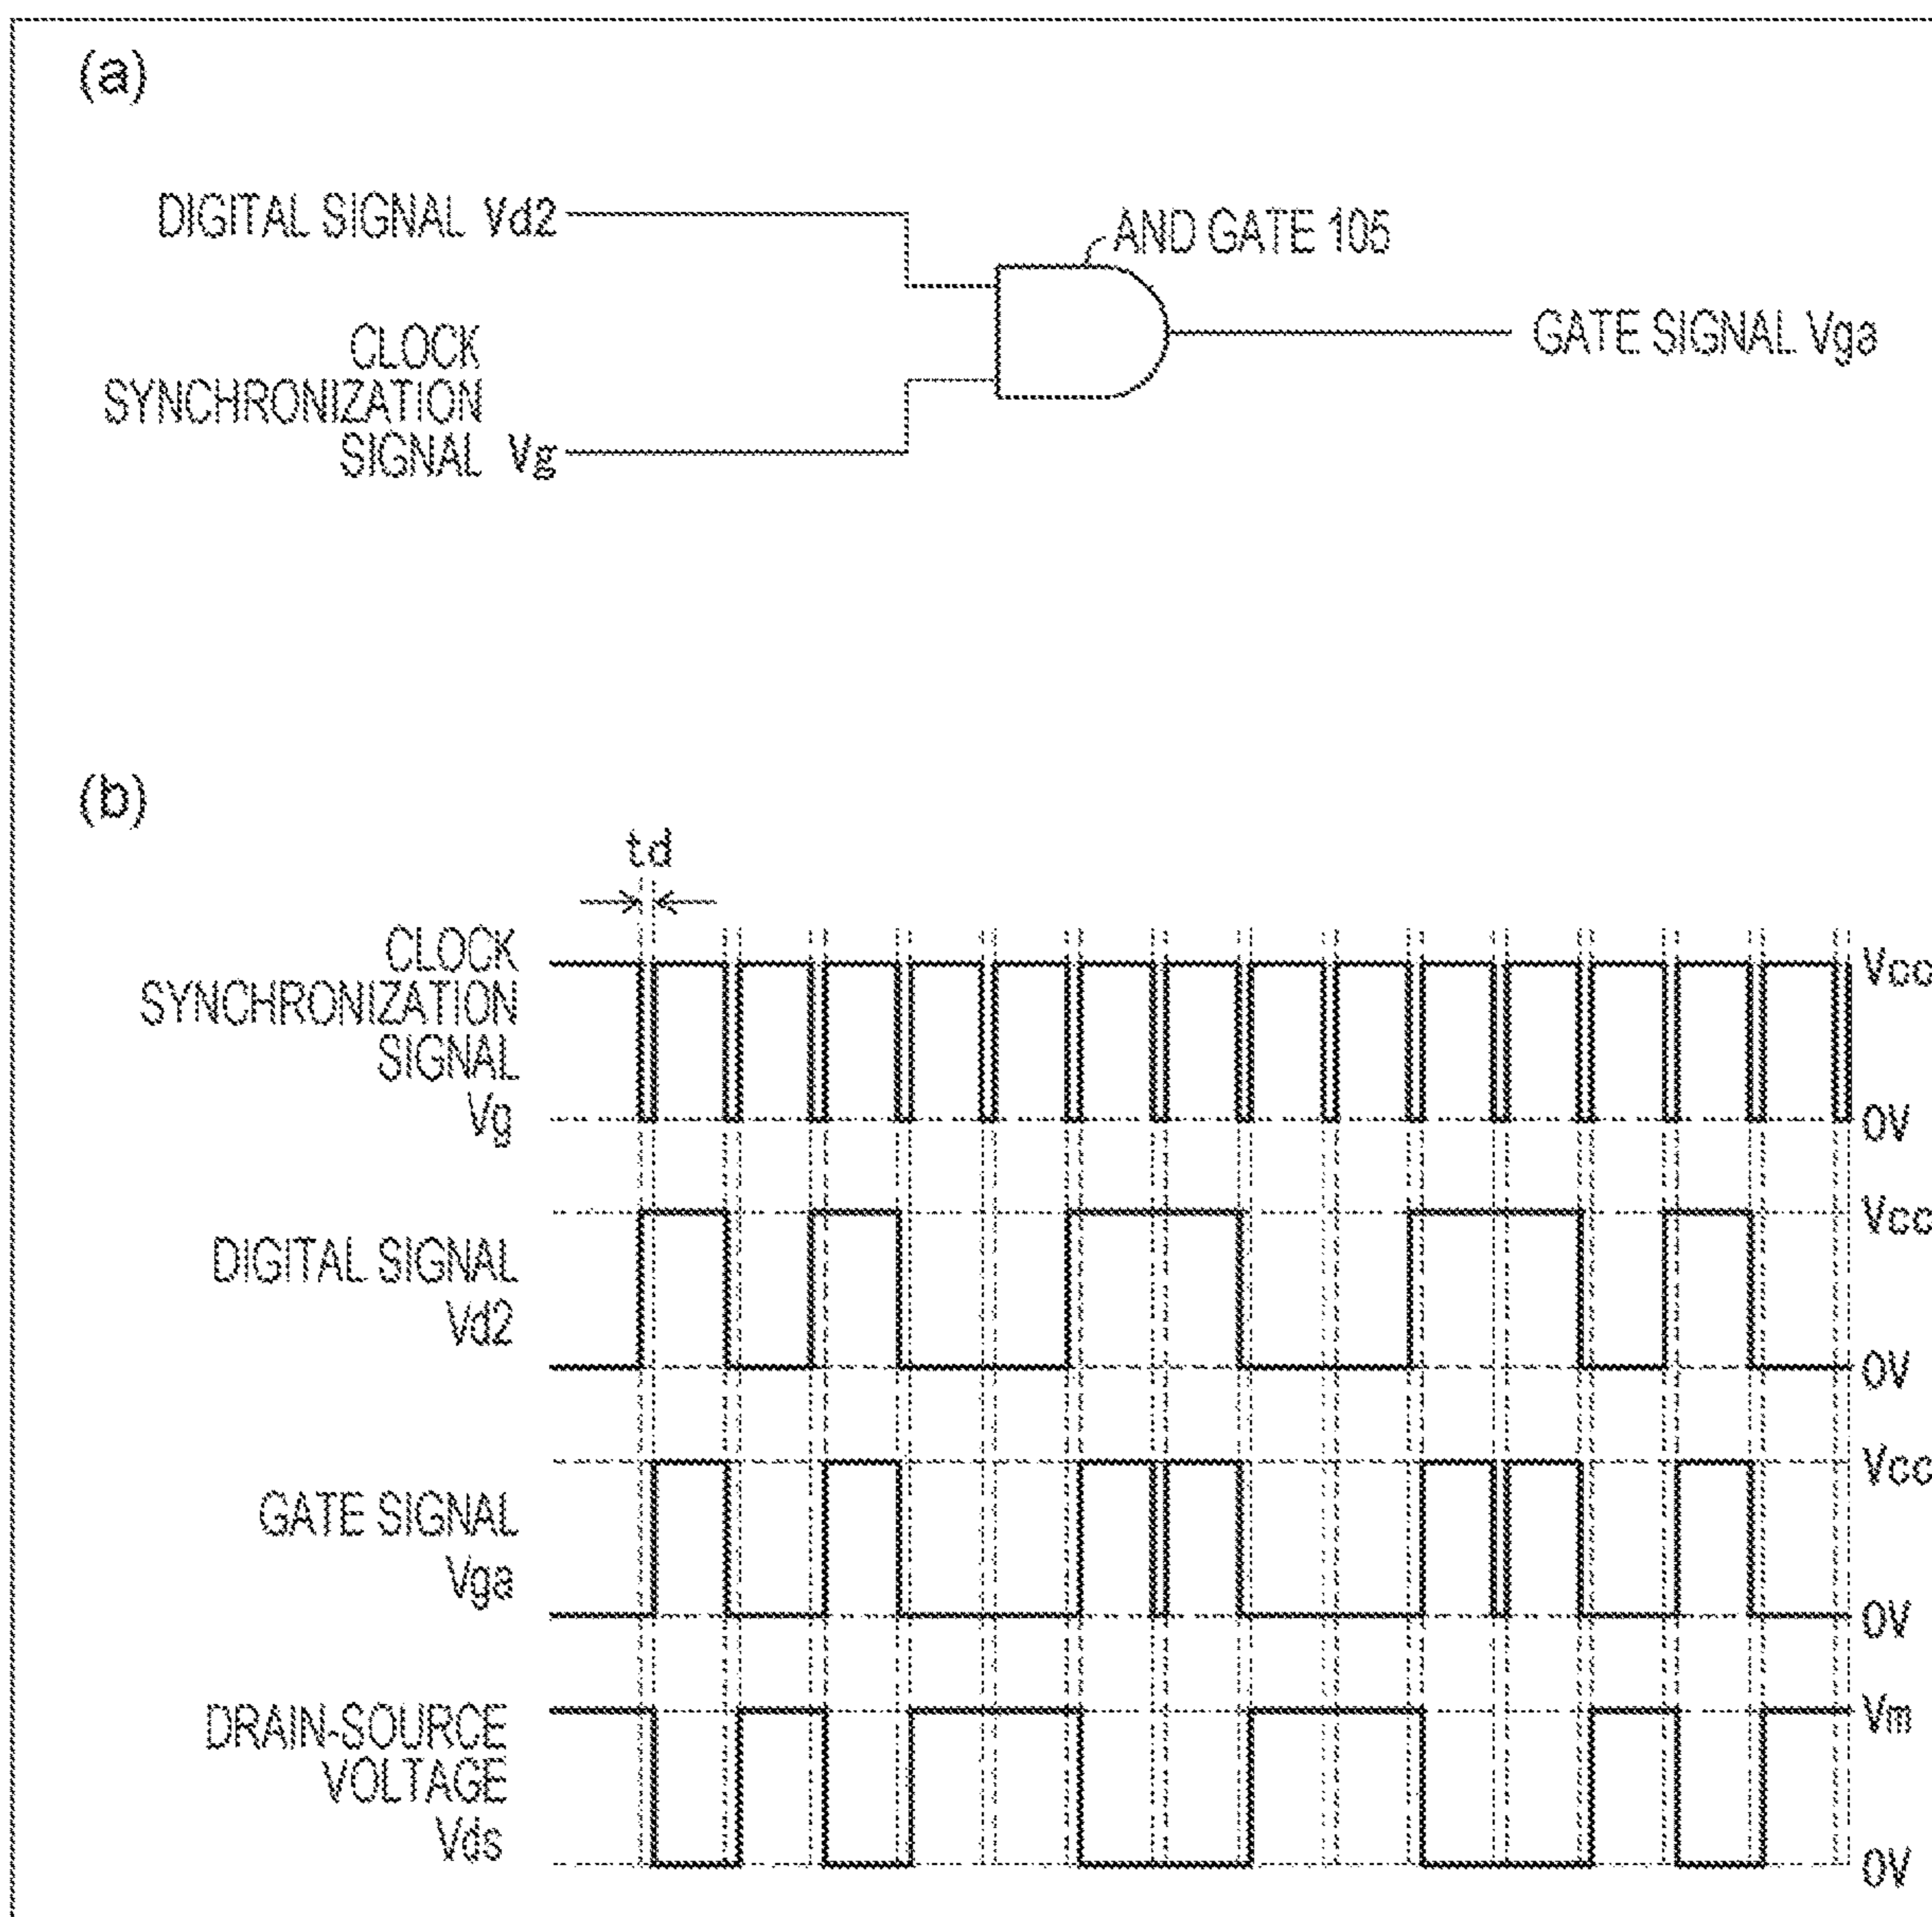 (a)
DIGITAL SIGNAL Vd2
AND GATE 105
CLOCK
SYNCHRONIZATION
SIGNAL Vg
GATE SIGNAL Vga
(b)
td
CLOCK
SYNCHRONIZATION
SIGNAL
Vg
Vcc
0V
DIGITAL SIGNAL
Vd2
Vcc
0V
GATE SIGNAL
Vga
Vcc
0V
DRAIN-SOURCE
VOLTAGE
Vds
Vm
0V